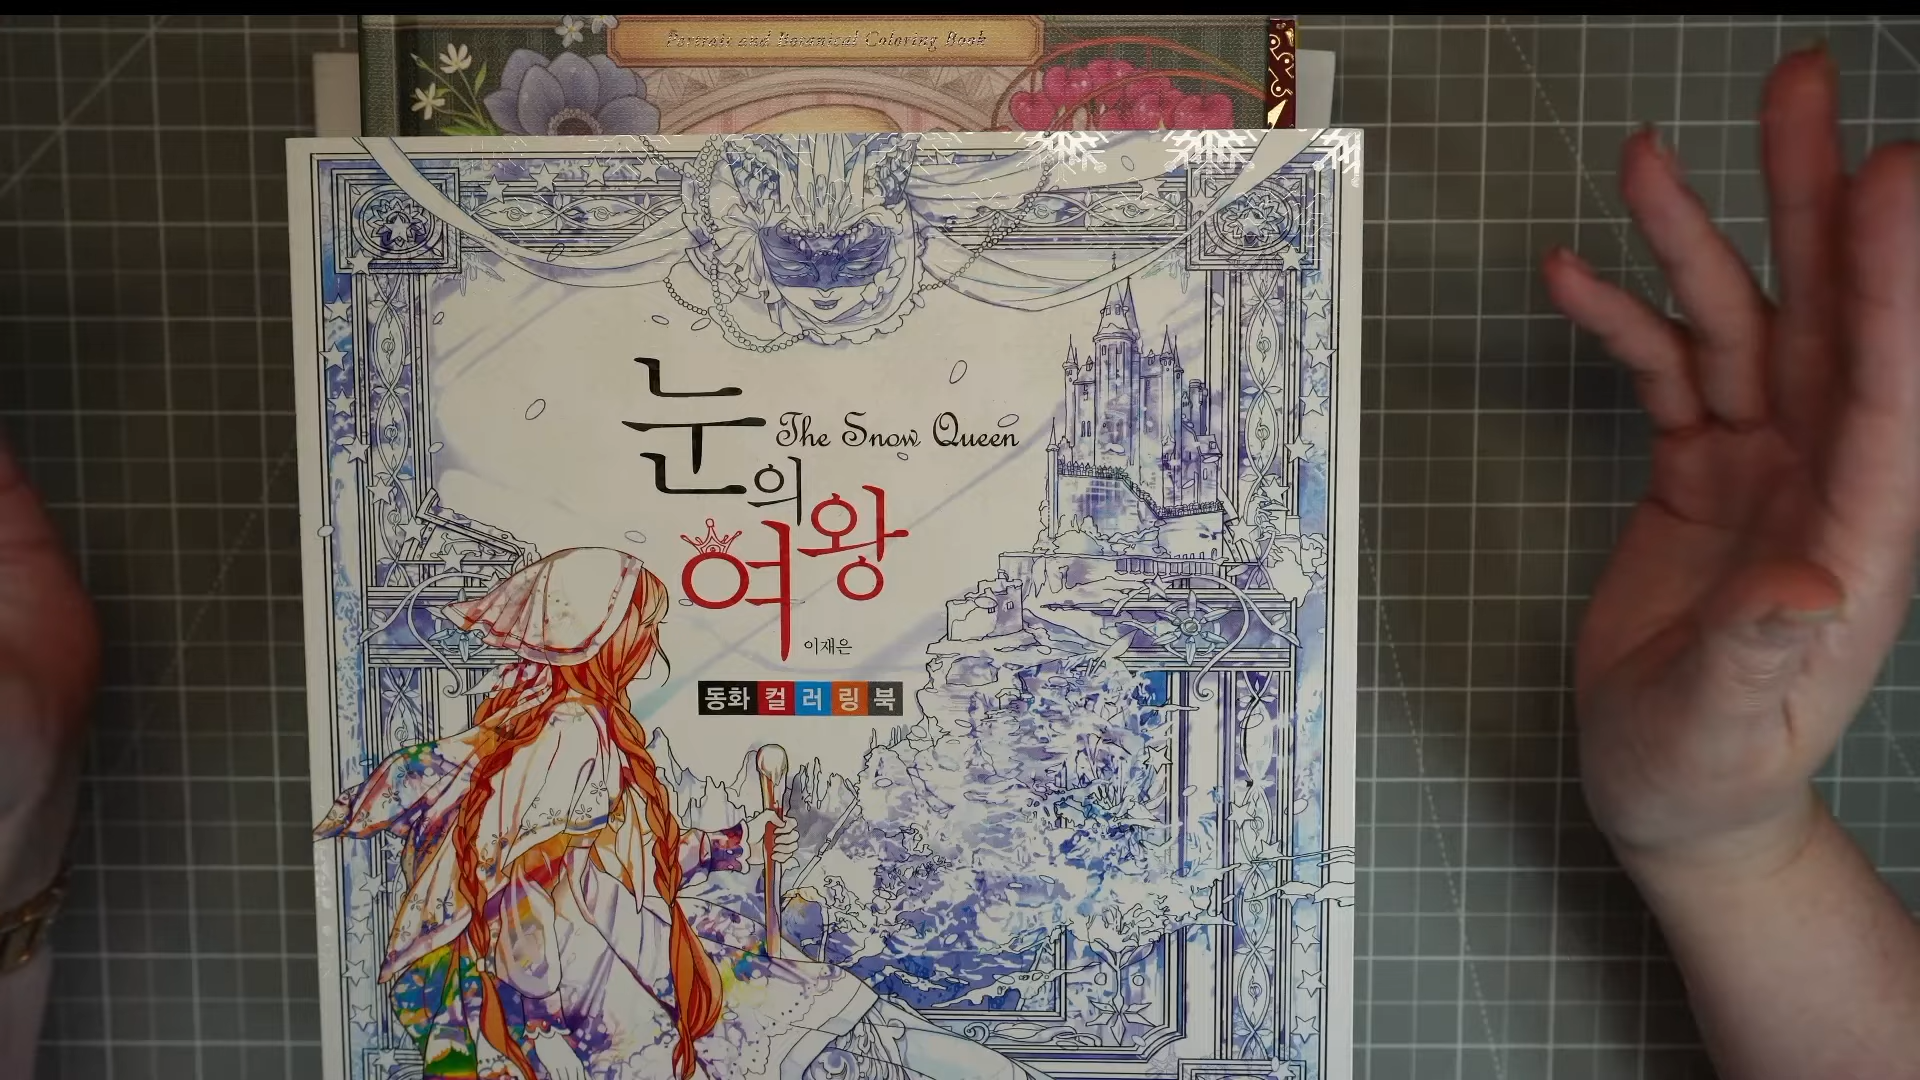 Portrait and Botanical Coloring Book
눈의
The Snow Queen
여왕
이재은
동화 컬러링 북